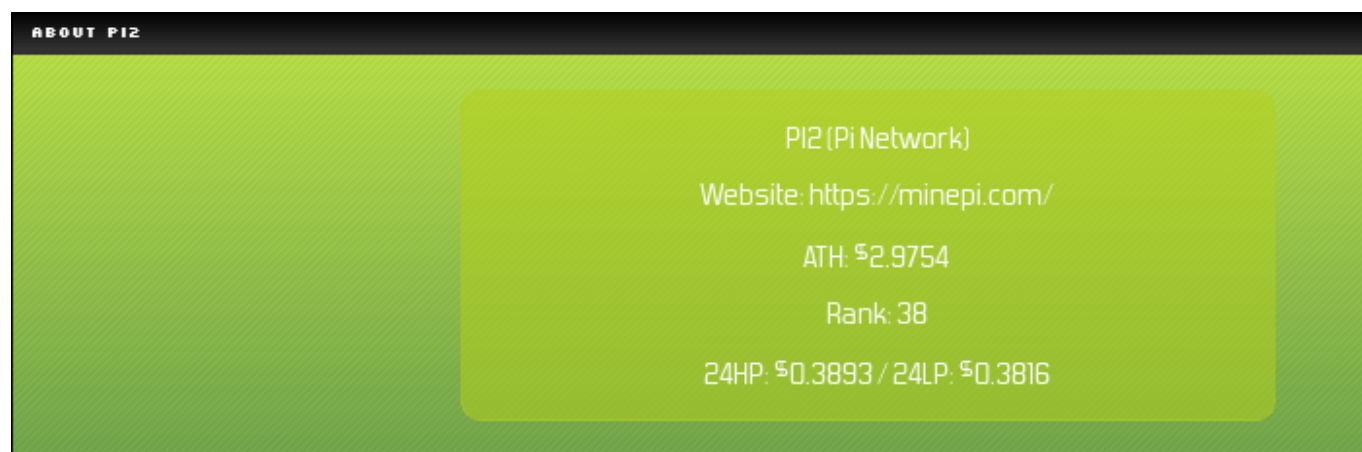 ABOUT PI2
PI2 (Pi Network)
Website: https://minepi.com/
ATH: $2.9754
Rank: 38
24HP: $0.3893 / 24LP: $0.3816